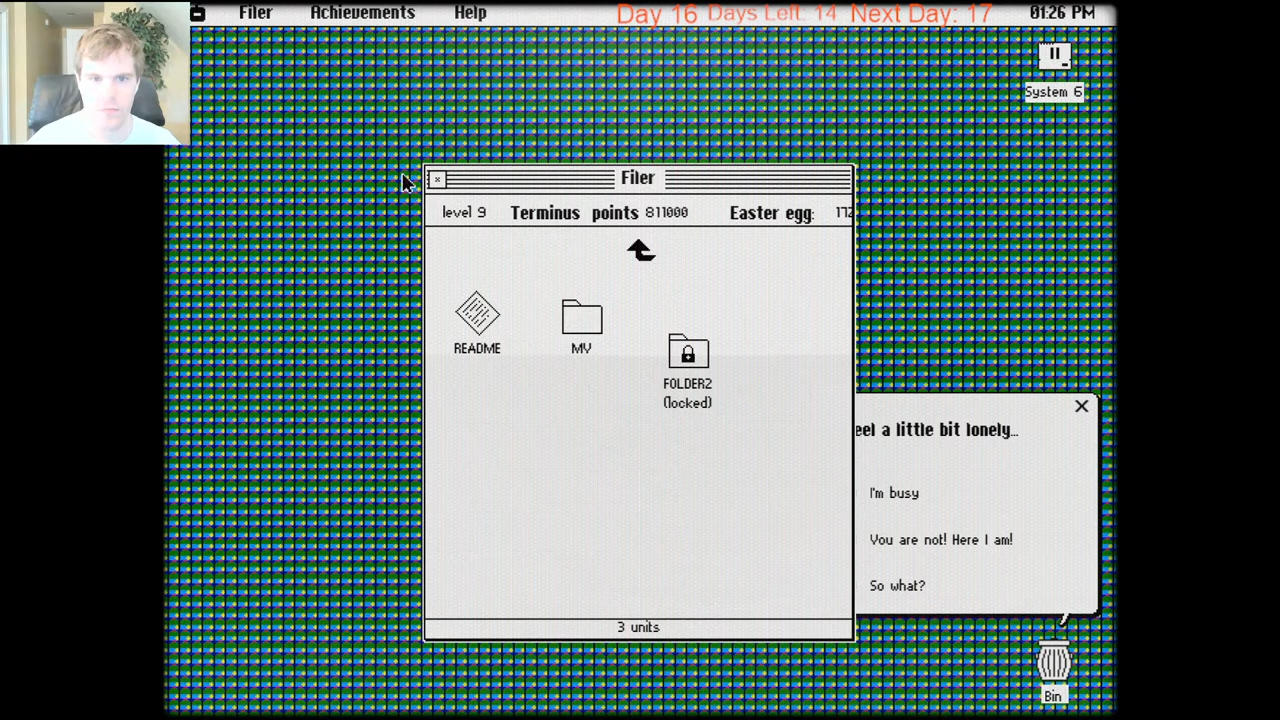 Filer Achievements Help Day 16 Days Left: 14 Next Day: 17 01:26 PM
System 6
Filer
level 9 Terminus points 811000 Easter egg: 172
README
MV
FOLDER2
(locked)
3 units
eel a little bit lonely...
I'm busy
You are not! Here I am!
So what?
Bin